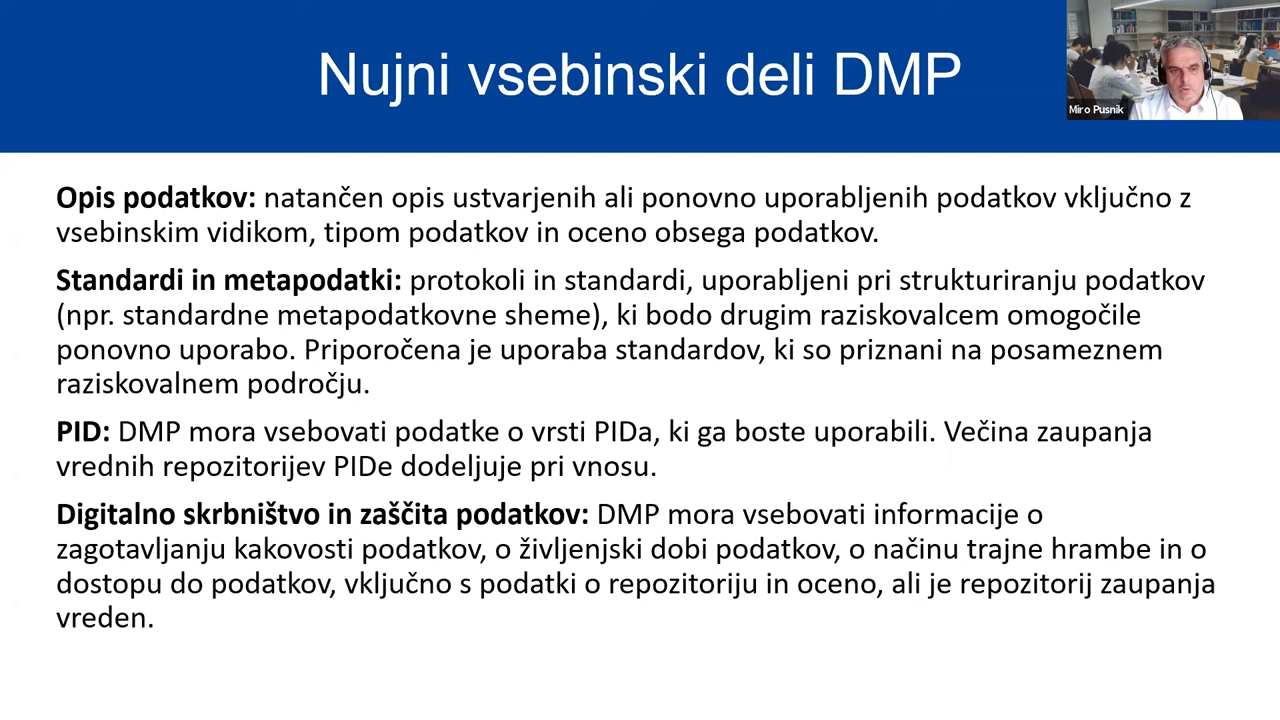 Nujni vsebinski deli DMP
Miro Pusnik
Opis podatkov: natančen opis ustvarjenih ali ponovno uporabljenih podatkov vključno z
vsebinskim vidikom, tipom podatkov in oceno obsega podatkov.
Standardi in metapodatki: protokoli in standardi, uporabljeni pri strukturiranju podatkov
(npr. standardne metapodatkovne sheme), ki bodo drugim raziskovalcem omogočile
ponovno uporabo. Priporočena je uporaba standardov, ki so priznani na posameznem
raziskovalnem področju.
PID: DMP mora vsebovati podatke o vrsti PIDa, ki ga boste uporabili. Večina zaupanja
vrednih repozitorijev PIDe dodeljuje pri vnosu.
Digitalno skrbništvo in zaščita podatkov: DMP mora vsebovati informacije o
zagotavljanju kakovosti podatkov, o življenjski dobi podatkov, o načinu trajne hrambe in o
dostopu do podatkov, vključno s podatki o repozitoriju in oceno, ali je repozitorij zaupanja
vreden.